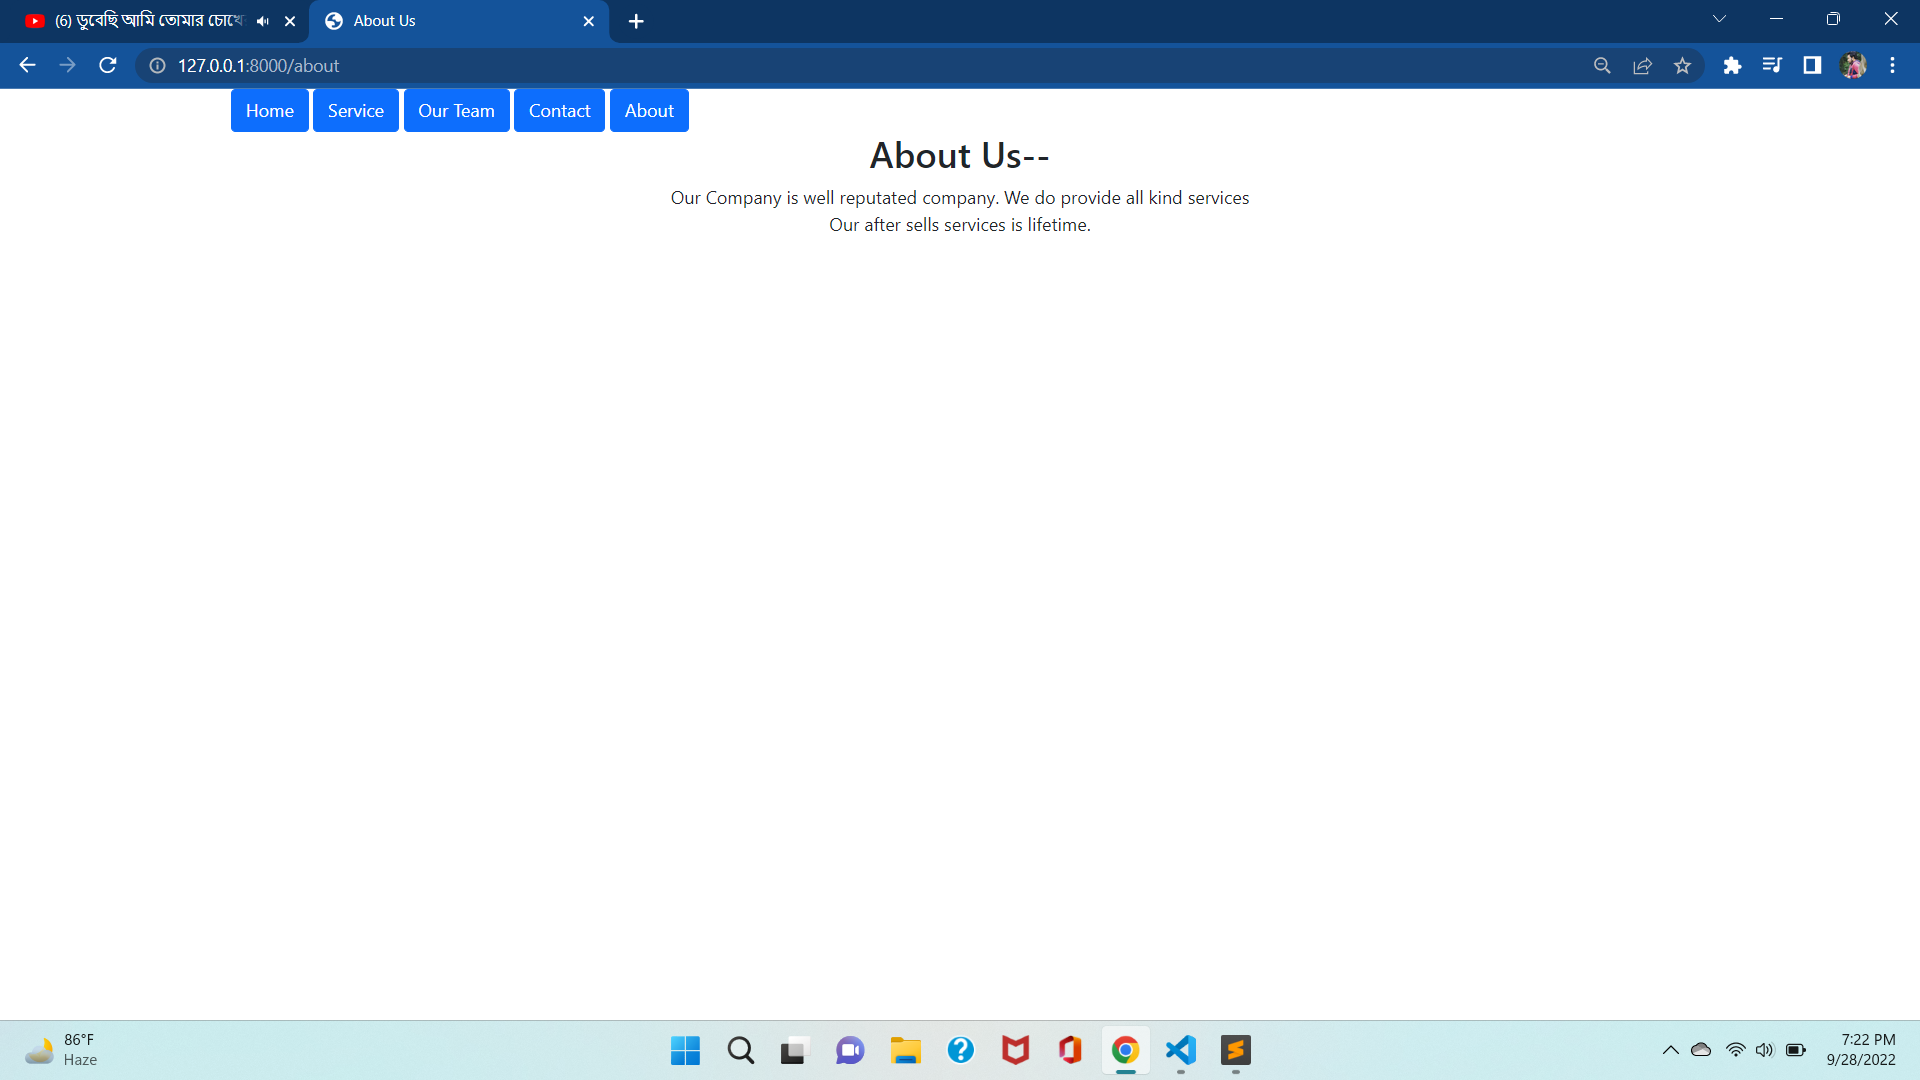 (6) ডুবেছি আমি তোমার চোখে
About Us
127.0.0.1:8000/about
Home Service Our Team Contact About
About Us--
Our Company is well reputated company. We do provide all kind services
Our after sells services is lifetime.
86°F
Haze
7:22 PM
9/28/2022